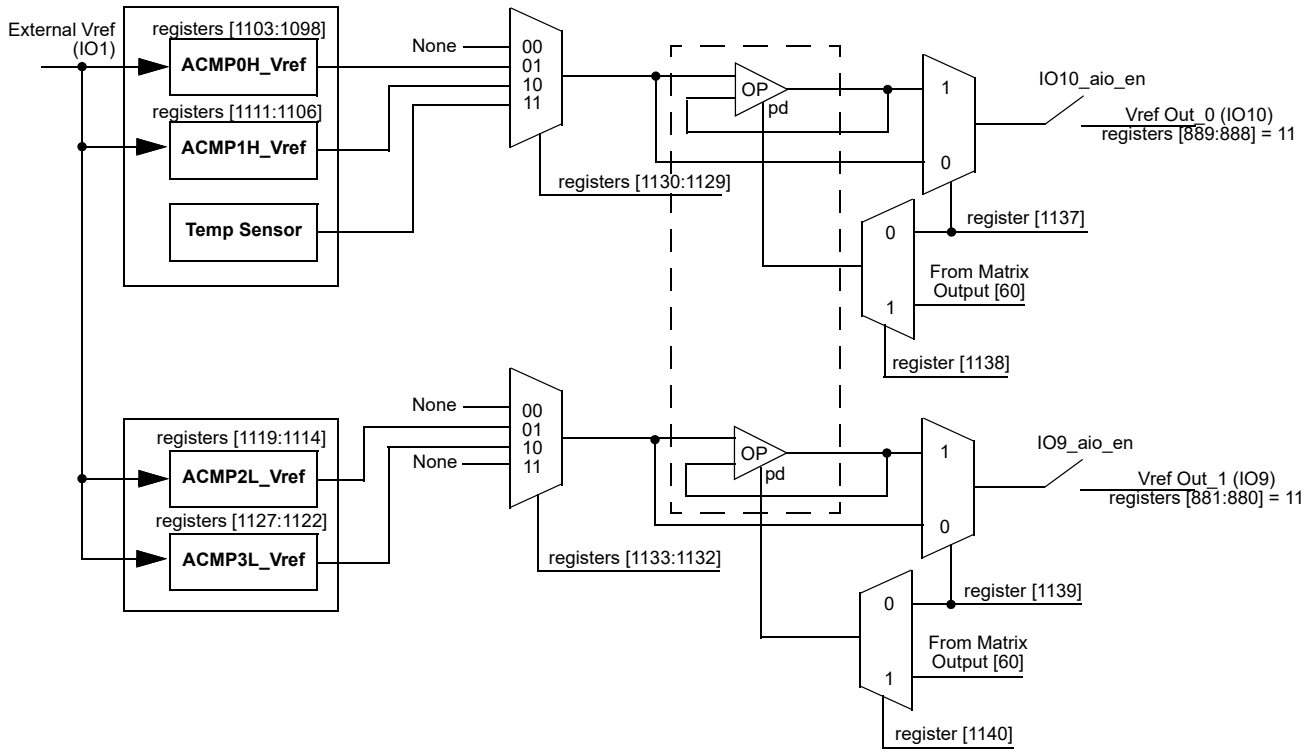 External Vref
(IO1)
registers [1103:1098]
ACMP0H_Vref
registers [1111:1106]
ACMP1H_Vref
Temp Sensor
None
00
01
10
11
registers [1130:1129]
OP
pd
1
0
IO10_aio_en
Vref Out_0 (IO10)
registers [889:888] = 11
register [1137]
0
1
From Matrix
Output [60]
register [1138]
registers [1119:1114]
ACMP2L_Vref
registers [1127:1122]
ACMP3L_Vref
None
None
00
01
10
11
registers [1133:1132]
OP
pd
1
0
IO9_aio_en
Vref Out_1 (IO9)
registers [881:880] = 11
register [1139]
0
1
From Matrix
Output [60]
register [1140]